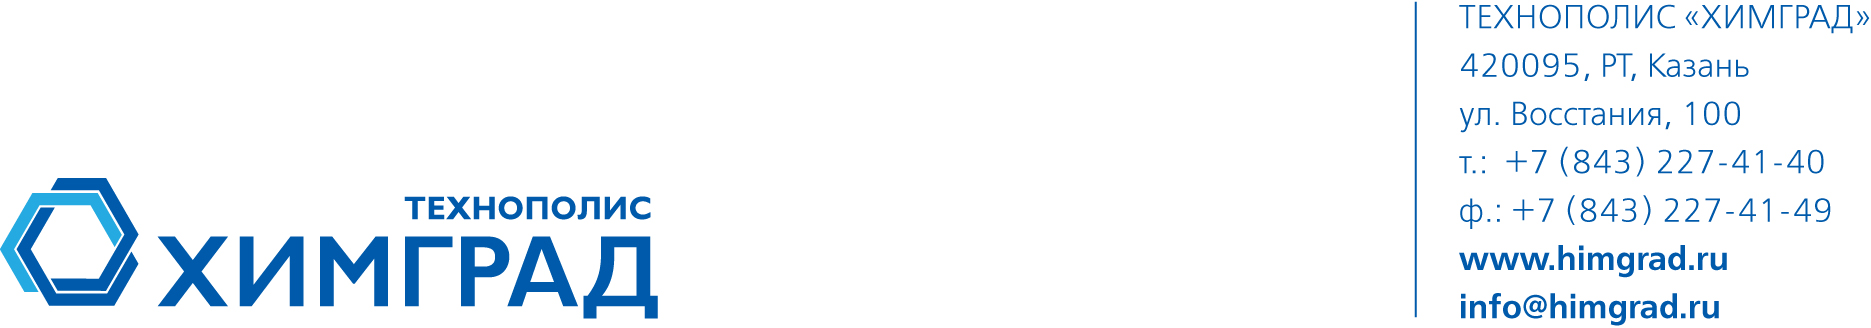 ТЕХНОПОЛИС
ХИМГРАД
ТЕХНОПОЛИС «ХИМГРАД»
420095, РТ, Казань
ул. Восстания, 100
т.: +7 (843) 227-41-40
ф.: +7 (843) 227-41-49
www.himgrad.ru
info@himgrad.ru